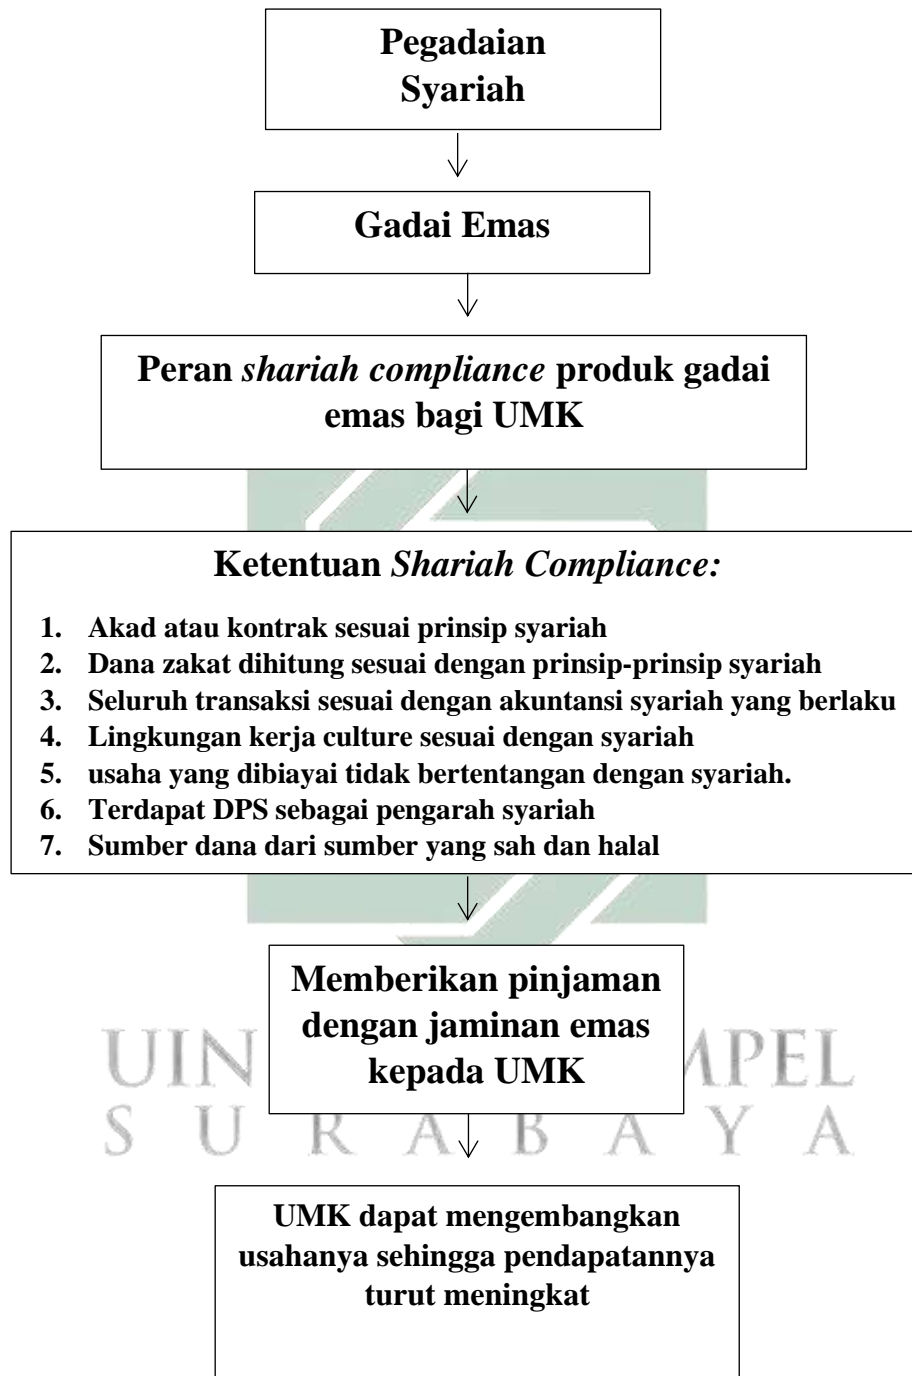 Pegadaian
Syariah
Gadai Emas
Peran shariah compliance produk gadai
emas bagi UMK
Ketentuan Shariah Compliance:
1. Akad atau kontrak sesuai prinsip syariah
2. Dana zakat dihitung sesuai dengan prinsip-prinsip syariah
3. Seluruh transaksi sesuai dengan akuntansi syariah yang berlaku
4. Lingkungan kerja culture sesuai dengan syariah
5. usaha yang dibiayai tidak bertentangan dengan syariah.
6. Terdapat DPS sebagai pengarah syariah
7. Sumber dana dari sumber yang sah dan halal
Memberikan pinjaman
dengan jaminan emas
kepada UMK
UIN MPEL
SURABAYA
UMK dapat mengembangkan
usahanya sehingga pendapatannya
turut meningkat